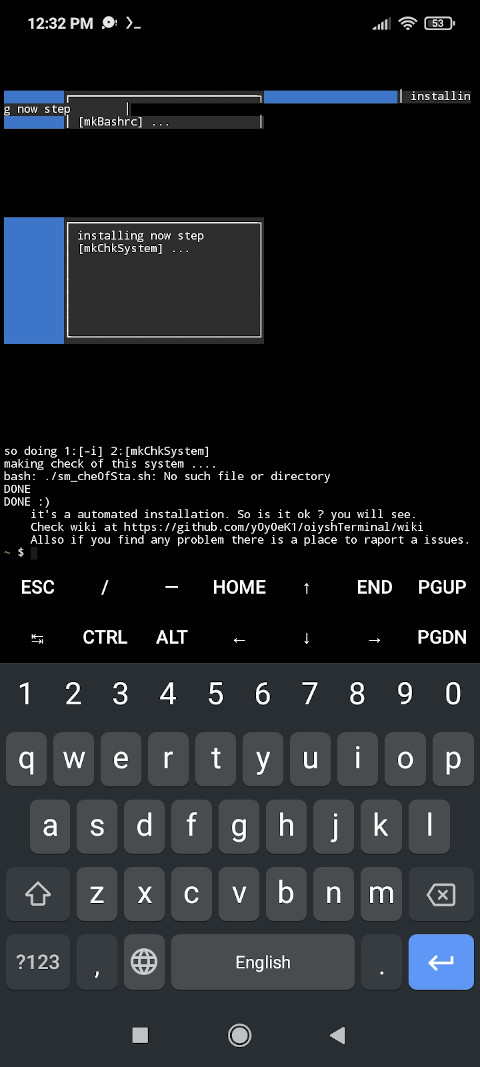 12:32 PM
53
installin
g now step
[mkBashrc] ...
installing now step
[mkChkSystem] ...
so doing 1:[-i] 2:[mkChkSystem]
making check of this system ....
bash: ./sm_cheOfSta.sh: No such file or directory
DONE
DONE :)
it's a automated installation. So is it ok ? you will see.
Check wiki at https://github.com/yOyOeK1/oiyshTerminal/wiki
Allso if you find any problem there is a place to raport a issues.
~ $
ESC / — HOME ↑ END PGUP
↹ CTRL ALT ← ↓ → PGDN
1 2 3 4 5 6 7 8 9 0
q w e r t y u i o p
a s d f g h j k l
z x c v b n m
?123 , English .